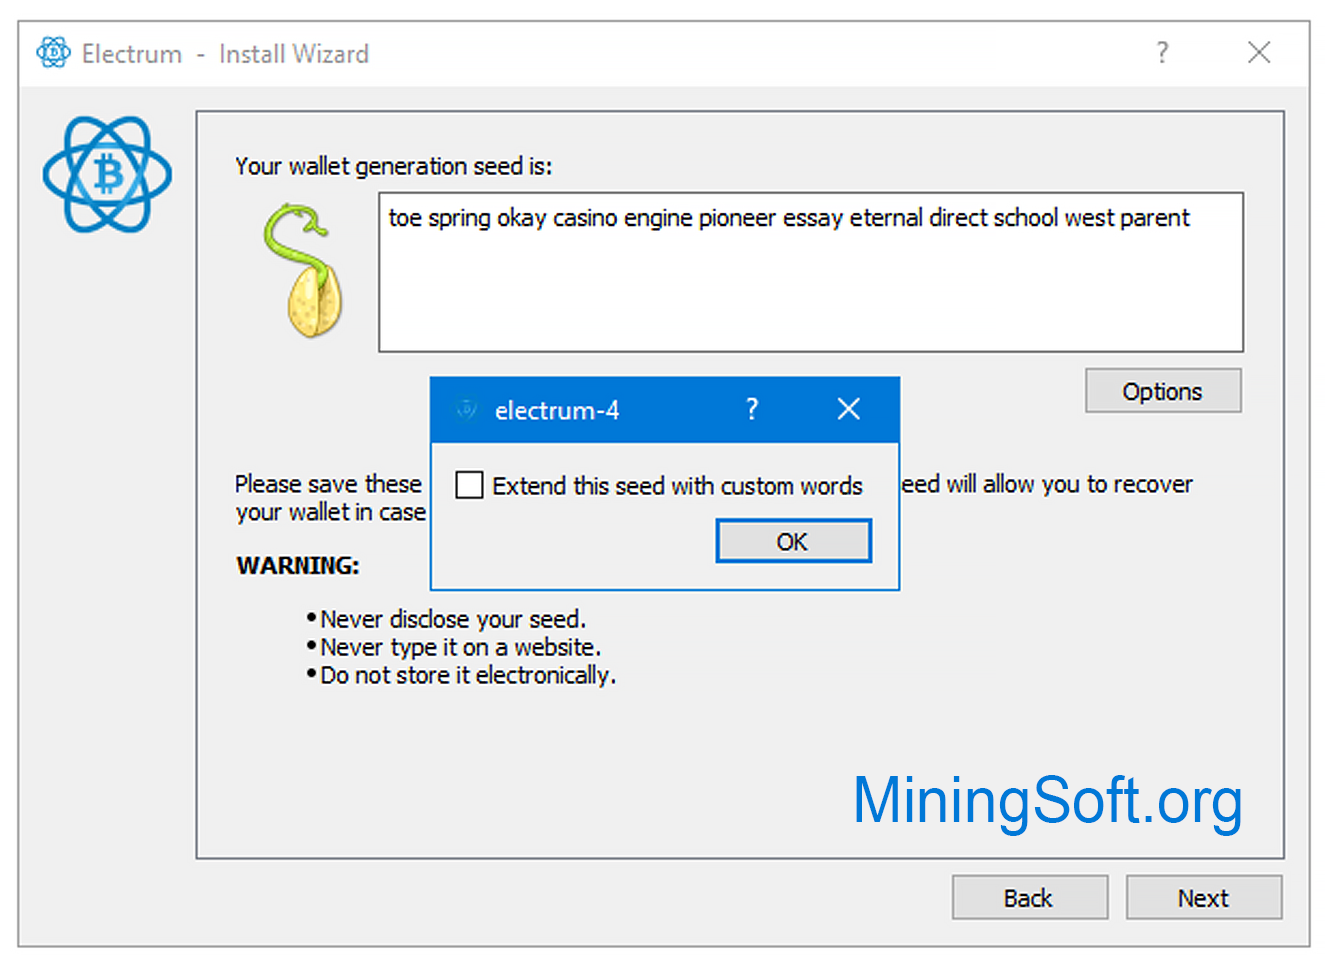 Electrum - Install Wizard
?
Your wallet generation seed is:
toe spring okay casino engine pioneer essay eternal direct school west parent
Options
electrum-4
?
Extend this seed with custom words
OK
Please save these eed will allow you to recover
your wallet in case
WARNING:
•Never disclose your seed.
•Never type it on a website.
•Do not store it electronically.
MiningSoft.org
Back
Next